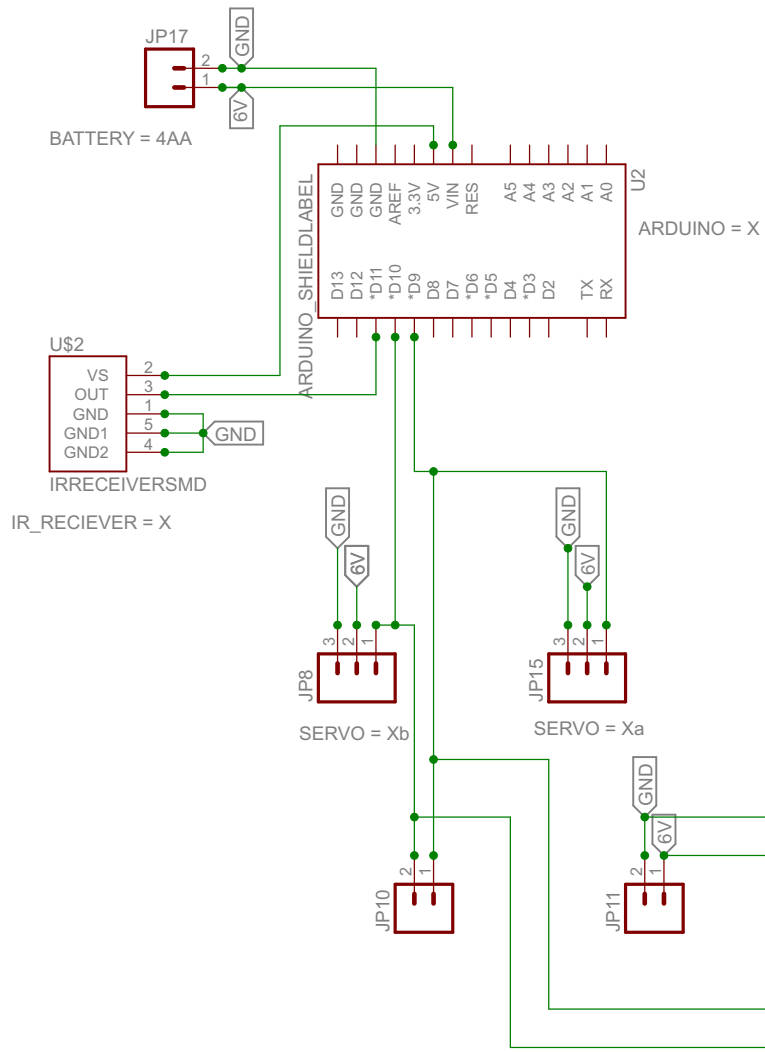 JP17
2
1
GND
6V
BATTERY = 4AA
ARDUINO_SHIELDLABEL
GND
GND
GND
AREF
3.3V
5V
VIN
RES
A5
A4
A3
A2
A1
A0
U2
ARDUINO = X
D13
D12
*D11
*D10
*D9
D8
D7
*D6
*D5
D4
*D3
D2
TX
RX
U$2
VS 2
OUT 3
GND 1
GND1 5
GND2 4
GND
IRRECEIVERSMD
IR_RECIEVER = X
GND
6V
3
2
1
JP8
SERVO = Xb
GND
6V
3
2
1
JP15
SERVO = Xa
2
1
JP10
GND
6V
2
1
JP11